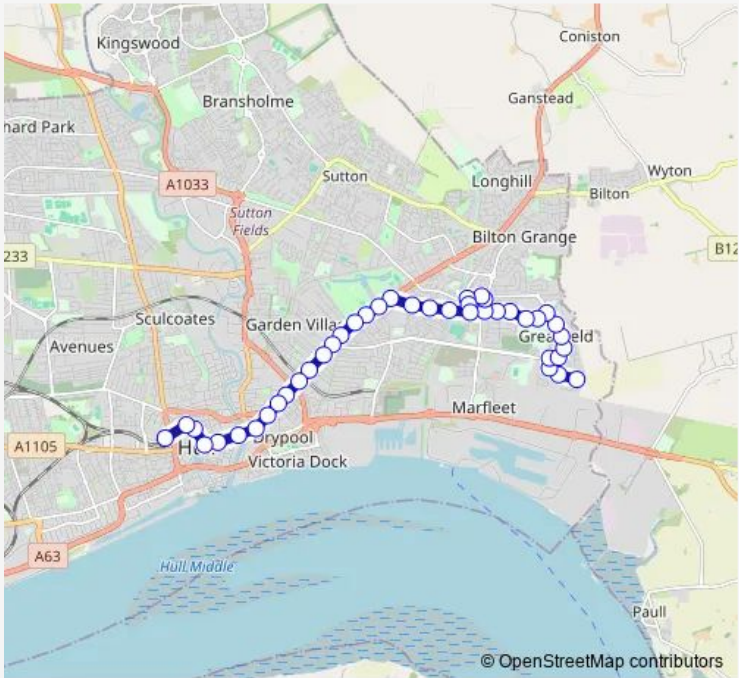 Coniston
Kingswood
Ganstead
Bransholme
hard Park
Wyton
Sutton
Longhill
A1033
Bilton
Sutton
Fields
Bilton Grange
B12
233
Sculcoates
Garden Villa
Avenues
Marfleet
Drypool
A1105
Victoria Dock
A63
Hull Middle
Paull
© OpenStreetMap contributors